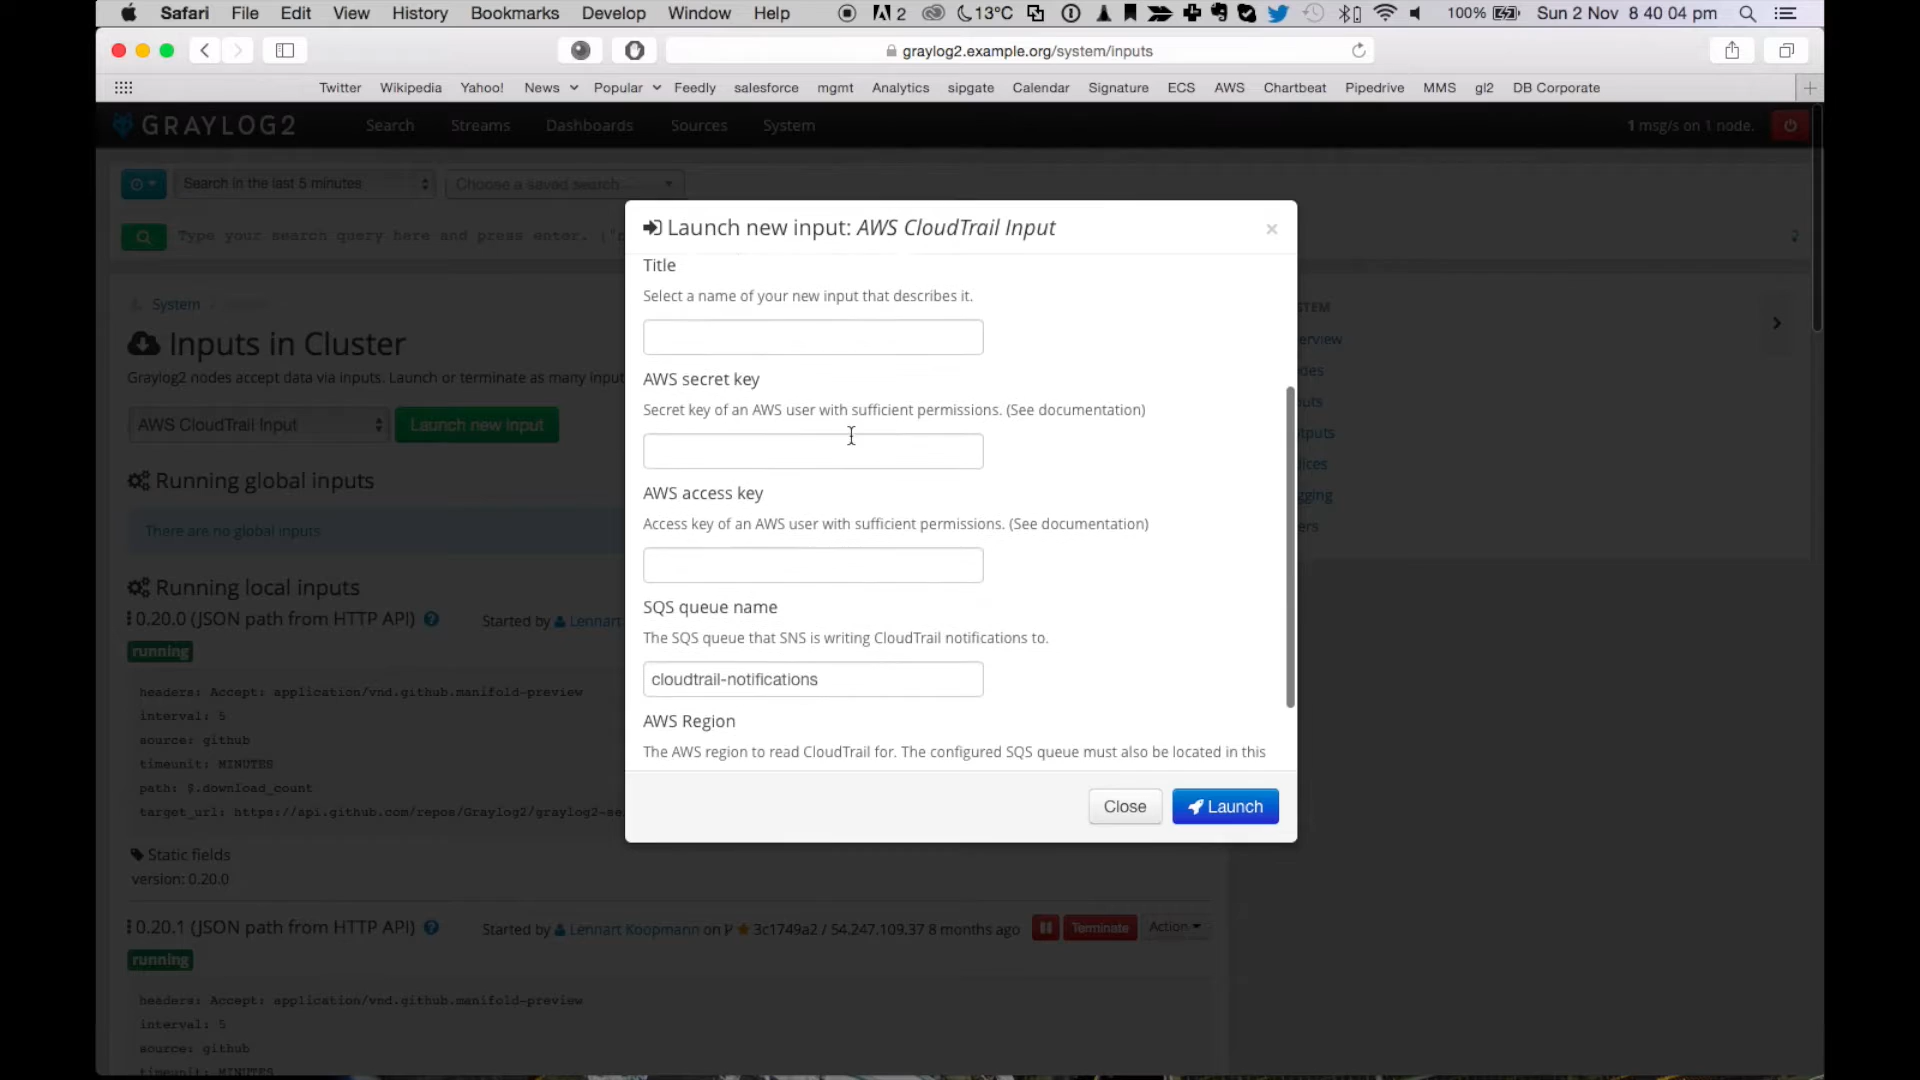 Safari File Edit View History Bookmarks Develop Window Help 2 13°C 100% Sun 2 Nov 8 40 04 pm
graylog2.example.org/system/inputs
Twitter Wikipedia Yahoo! News Popular Feedly salesforce mgmt Analytics sipgate Calendar Signature ECS AWS Chartbeat Pipedrive MMS gl2 DB Corporate
GRAYLOG2 Search Streams Dashboards Sources System 1 msg/s on 1 node.
Search in the last 5 minutes Choose a saved search
Type your search query here and press enter.
System /
Inputs in Cluster
Graylog2 nodes accept data via inputs. Launch or terminate as many input
AWS CloudTrail Input Launch new input
Running global inputs
There are no global inputs
Running local inputs
0.20.0 (JSON path from HTTP API) Started by Lennart
running
headers: Accept: application/vnd.github.manifold-preview
interval: 5
source: github
timeunit: MINUTES
path: $.download_count
target_url: https://api.github.com/repos/Graylog2/graylog2-se
Static fields
version: 0.20.0
0.20.1 (JSON path from HTTP API) Started by Lennart Koopmann on 3c1749a2 / 54.247.109.37 8 months ago Terminate Action
running
headers: Accept: application/vnd.github.manifold-preview
interval: 5
source: github
timeunit: MINUTES
Launch new input: AWS CloudTrail Input ×
Title
Select a name of your new input that describes it.
AWS secret key
Secret key of an AWS user with sufficient permissions. (See documentation)
AWS access key
Access key of an AWS user with sufficient permissions. (See documentation)
SQS queue name
The SQS queue that SNS is writing CloudTrail notifications to.
cloudtrail-notifications
AWS Region
The AWS region to read CloudTrail for. The configured SQS queue must also be located in this
Close Launch